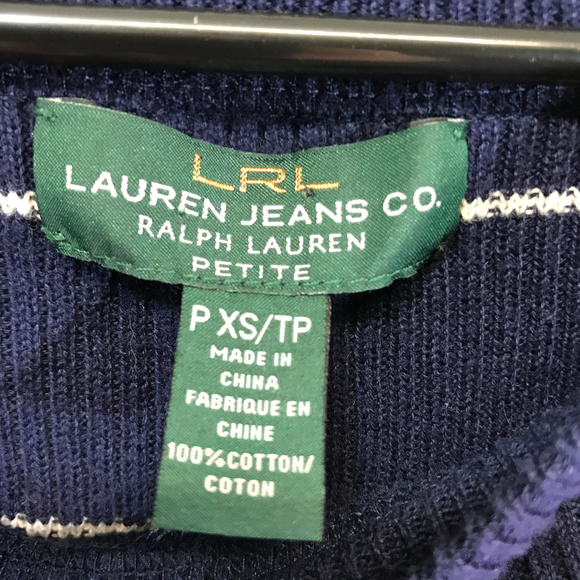 LRL
LAUREN JEANS CO.
RALPH LAUREN
PETITE
P XS/TP
MADE IN
CHINA
FABRIQUE EN
CHINE
100%COTTON/
COTON